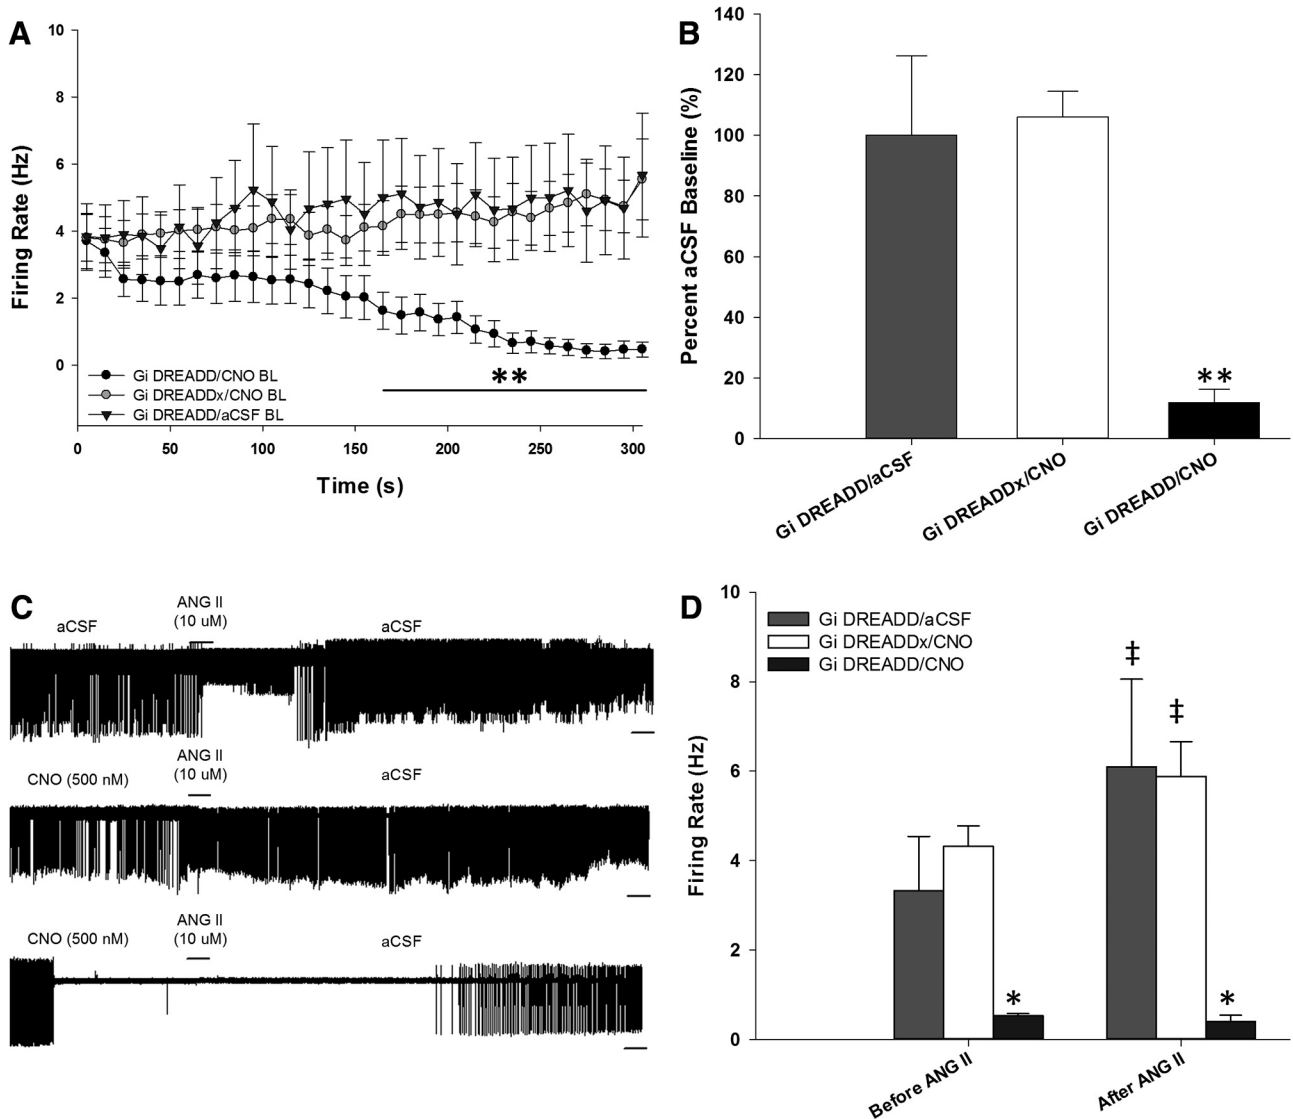 A
Firing Rate (Hz)
10
8
6
4
2
0
Gi DREADD/CNO BL
Gi DREADDx/CNO BL
Gi DREADD/aCSF BL
**
0 50 100 150 200 250 300
Time (s)
B
Percent aCSF Baseline (%)
140
120
100
80
60
40
20
0
**
Gi DREADD/aCSF
Gi DREADDx/CNO
Gi DREADD/CNO
C
aCSF
ANG II
(10 uM)
aCSF
CNO (500 nM)
ANG II
(10 uM)
aCSF
CNO (500 nM)
ANG II
(10 uM)
aCSF
D
Firing Rate (Hz)
10
8
6
4
2
0
Gi DREADD/aCSF
Gi DREADDx/CNO
Gi DREADD/CNO
*
‡
‡
*
Before ANG II
After ANG II